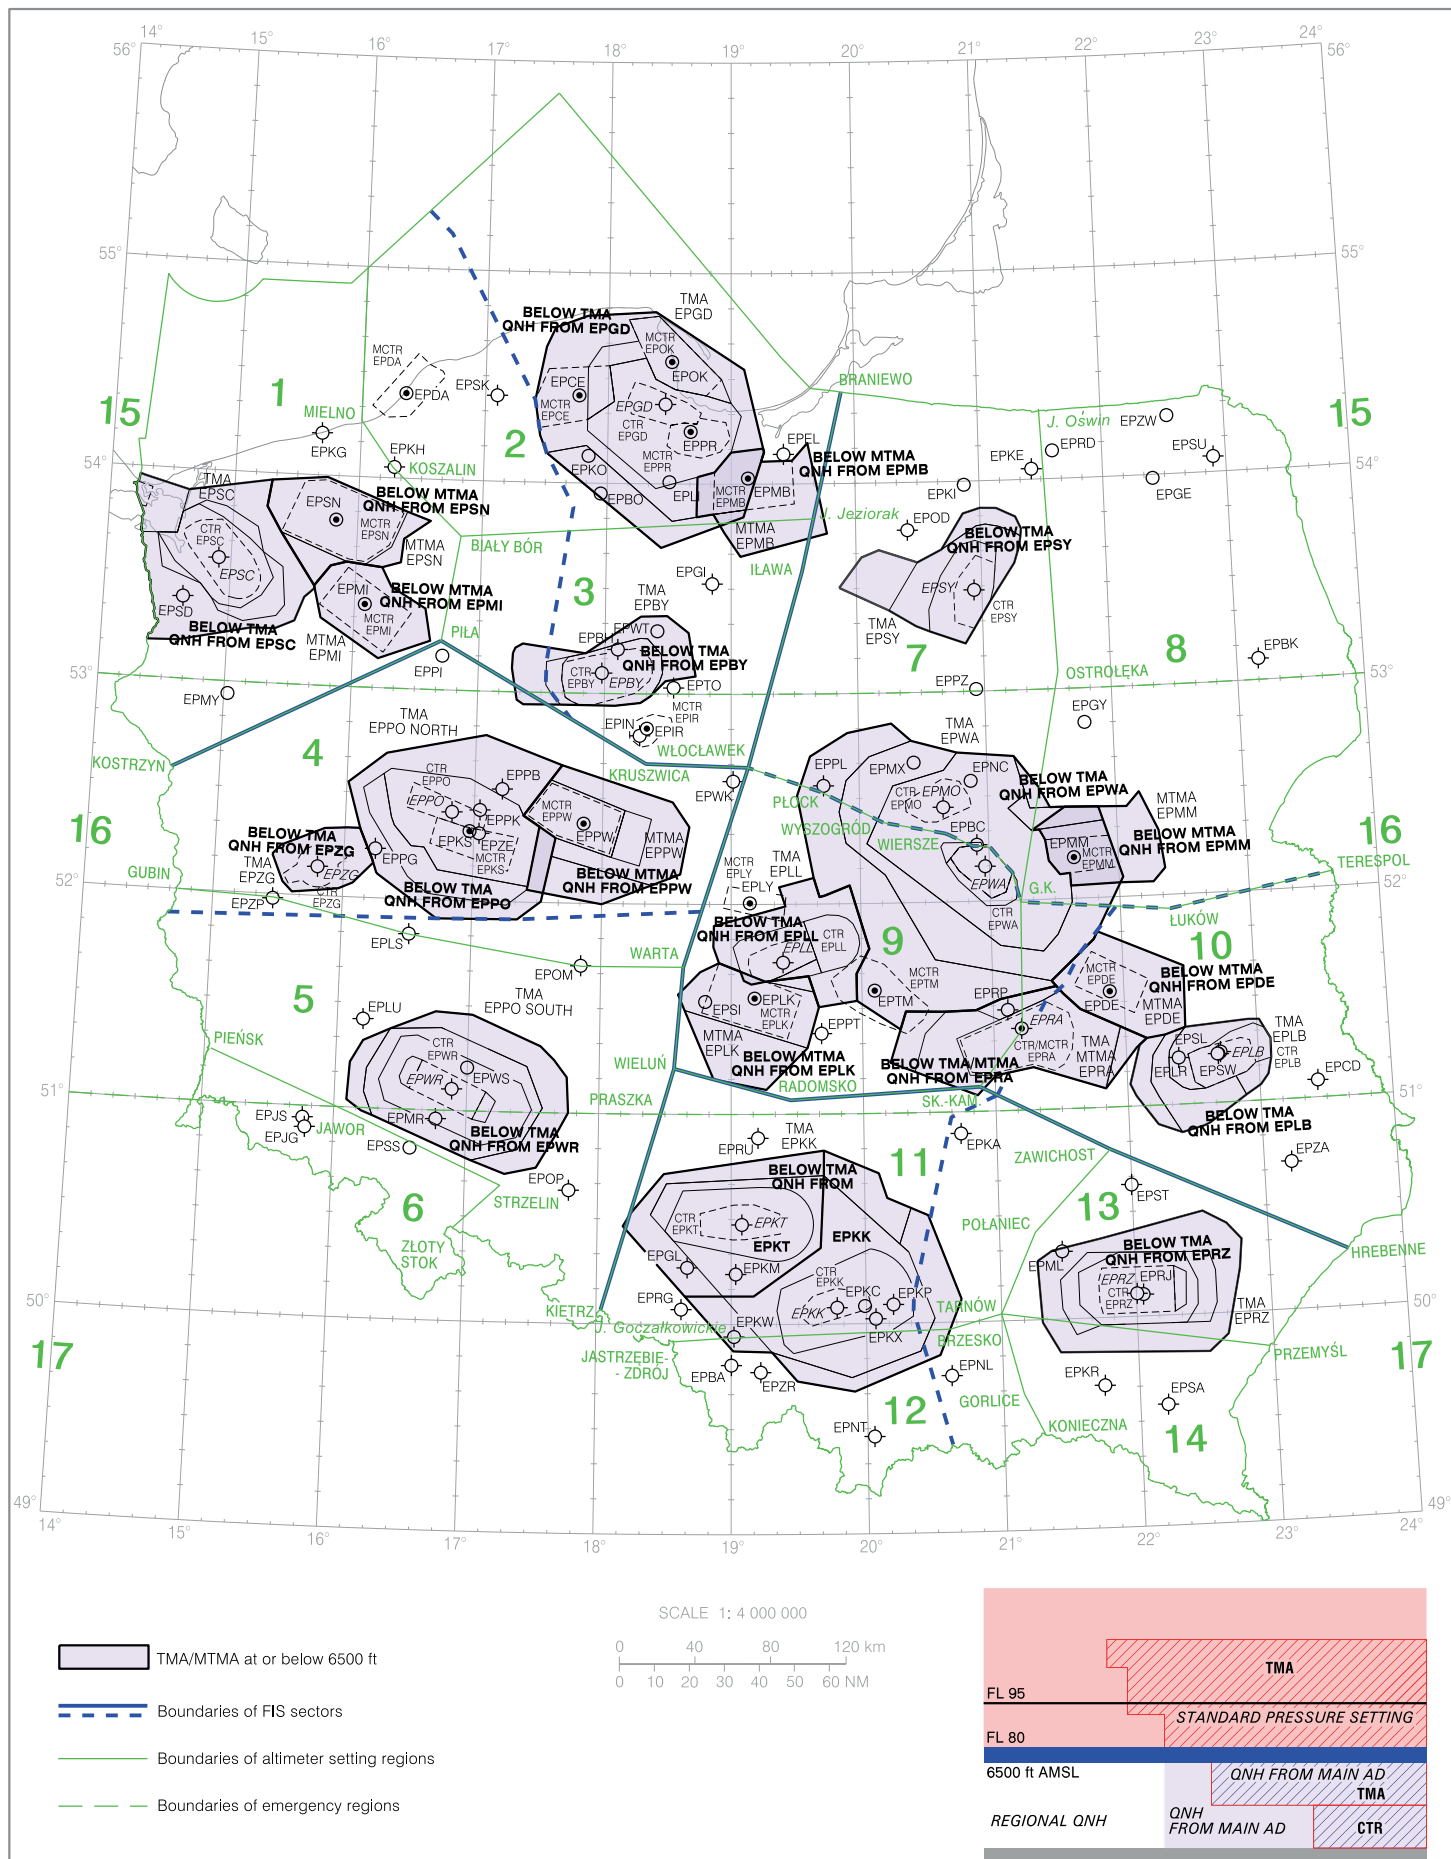 14°
15°
16°
17°
18°
19°
20°
21°
22°
23°
24°
56°
56°
55°
55°
TMA
EPGD
BELOW TMA
QNH FROM EPGD
MCTR
EPOK
EPOK
MCTR
EPDA
EPDA
EPSK
EPCE
MCTR
EPCE
EPGD
CTR
EPGD
EPPR
MCTR
EPPR
BRANIEWO
1
15
15
MIELNO
EPKG
EPKH
KOSZALIN
2
EPKO
EPBO
EPLI
EPEL
BELOW MTMA
QNH FROM EPMB
MCTR
EPMB
EPMB
MTMA
EPMB
J. Oświn
EPZW
EPRD
EPSU
EPKE
EPGE
EPKI
54°
54°
TMA
EPSC
BELOW MTMA
QNH FROM EPSN
EPSN
MCTR
EPSN
MTMA
EPSN
CTR
EPSC
EPSC
EPSD
BELOW TMA
QNH FROM EPSC
EPMI
MCTR
EPMI
BELOW MTMA
QNH FROM EPMI
MTMA
EPMI
BIAŁY BÓR
J. Jeziorak
IŁAWA
EPOD
BELOW TMA
QNH FROM EPSY
EPSY
CTR
EPSY
TMA
EPSY
EPGI
3
TMA
EPBY
PIŁA
EPPI
EPBH
EPWT
BELOW TMA
QNH FROM EPBY
CTR
EPBY
EPBY
EPTO
MCTR
EPIR
EPIN
EPIR
7
8
EPBK
OSTROŁĘKA
EPPZ
EPGY
53°
53°
EPMY
TMA
EPPO NORTH
KOSTRZYN
4
WŁOCŁAWEK
KRUSZWICA
EPWK
TMA
EPWA
EPPL
EPMX
EPNC
CTR
EPMO
EPMO
EPBC
PŁOCK
WYSZOGRÓD
WIERSZE
BELOW TMA
QNH FROM EPWA
MTMA
EPMM
BELOW MTMA
QNH FROM EPMM
EPMM
MCTR
EPMM
16
16
TERESPOL
CTR
EPPO
EPPO
EPPB
EPPK
EPKS
EPZE
MCTR
EPKS
EPPG
MCTR
EPPW
EPPW
MTMA
EPPW
BELOW MTMA
QNH FROM EPPW
BELOW TMA
QNH FROM EPPO
BELOW TMA
QNH FROM EPZG
TMA
EPZG
EPZG
CTR
EPZG
EPZP
GUBIN
52°
52°
MCTR
EPLY
EPLY
TMA
EPLL
BELOW TMA
QNH FROM EPLL
CTR
EPLL
EPLL
EPWA
CTR
EPWA
G.K.
ŁUKÓW
9
10
EPLS
WARTA
EPOM
TMA
EPPO SOUTH
5
EPLU
EPSI
EPLK
MCTR
EPLK
MTMA
EPLK
BELOW MTMA
QNH FROM EPLK
EPPT
MCTR
EPTM
EPTM
EPRP
EPRA
CTR/MCTR
EPRA
TMA
MTMA
EPRA
BELOW TMA/MTMA
QNH FROM EPRA
BELOW MTMA
QNH FROM EPDE
MCTR
EPDE
EPDE
MTMA
EPDE
EPSL
EPLR
EPSW
EPLB
TMA
EPLB
CTR
EPLB
BELOW TMA
QNH FROM EPLB
EPCD
EPZA
PIEŃSK
51°
51°
CTR
EPWR
EPWR
EPWS
EPMR
BELOW TMA
QNH FROM EPWR
WIELUŃ
PRASZKA
RADOMSKO
SK.-KAM.
EPJS
EPJG
JAWOR
EPSS
EPOP
STRZELIN
6
ZŁOTY
STOK
TMA
EPKK
EPRU
BELOW TMA
QNH FROM
EPKT
EPKK
CTR
EPKT
EPKT
EPGL
EPKM
EPRG
CTR
EPKK
EPKK
EPKC
EPKP
EPKX
EPKW
11
EPKA
ZAWICHOST
EPST
POŁANIEC
13
EPML
BELOW TMA
QNH FROM EPRZ
EPRZ
EPRJ
CTR
EPRZ
TMA
EPRZ
HREBENNE
50°
50°
KIETRZ
J. Goczałkowickie
JASTRZĘBIE-
- ZDRÓJ
EPBA
EPZR
TARNÓW
BRZESKO
EPNL
GORLICE
KONIECZNA
EPKR
EPSA
PRZEMYŚL
17
17
12
14
EPNT
49°
49°
14°
15°
16°
17°
18°
19°
20°
21°
22°
23°
24°
SCALE 1: 4 000 000
0 40 80 120 km
0 10 20 30 40 50 60 NM
TMA/MTMA at or below 6500 ft
Boundaries of FIS sectors
Boundaries of altimeter setting regions
Boundaries of emergency regions
TMA
FL 95
STANDARD PRESSURE SETTING
FL 80
6500 ft AMSL
QNH FROM MAIN AD
TMA
REGIONAL QNH
QNH
FROM MAIN AD
CTR